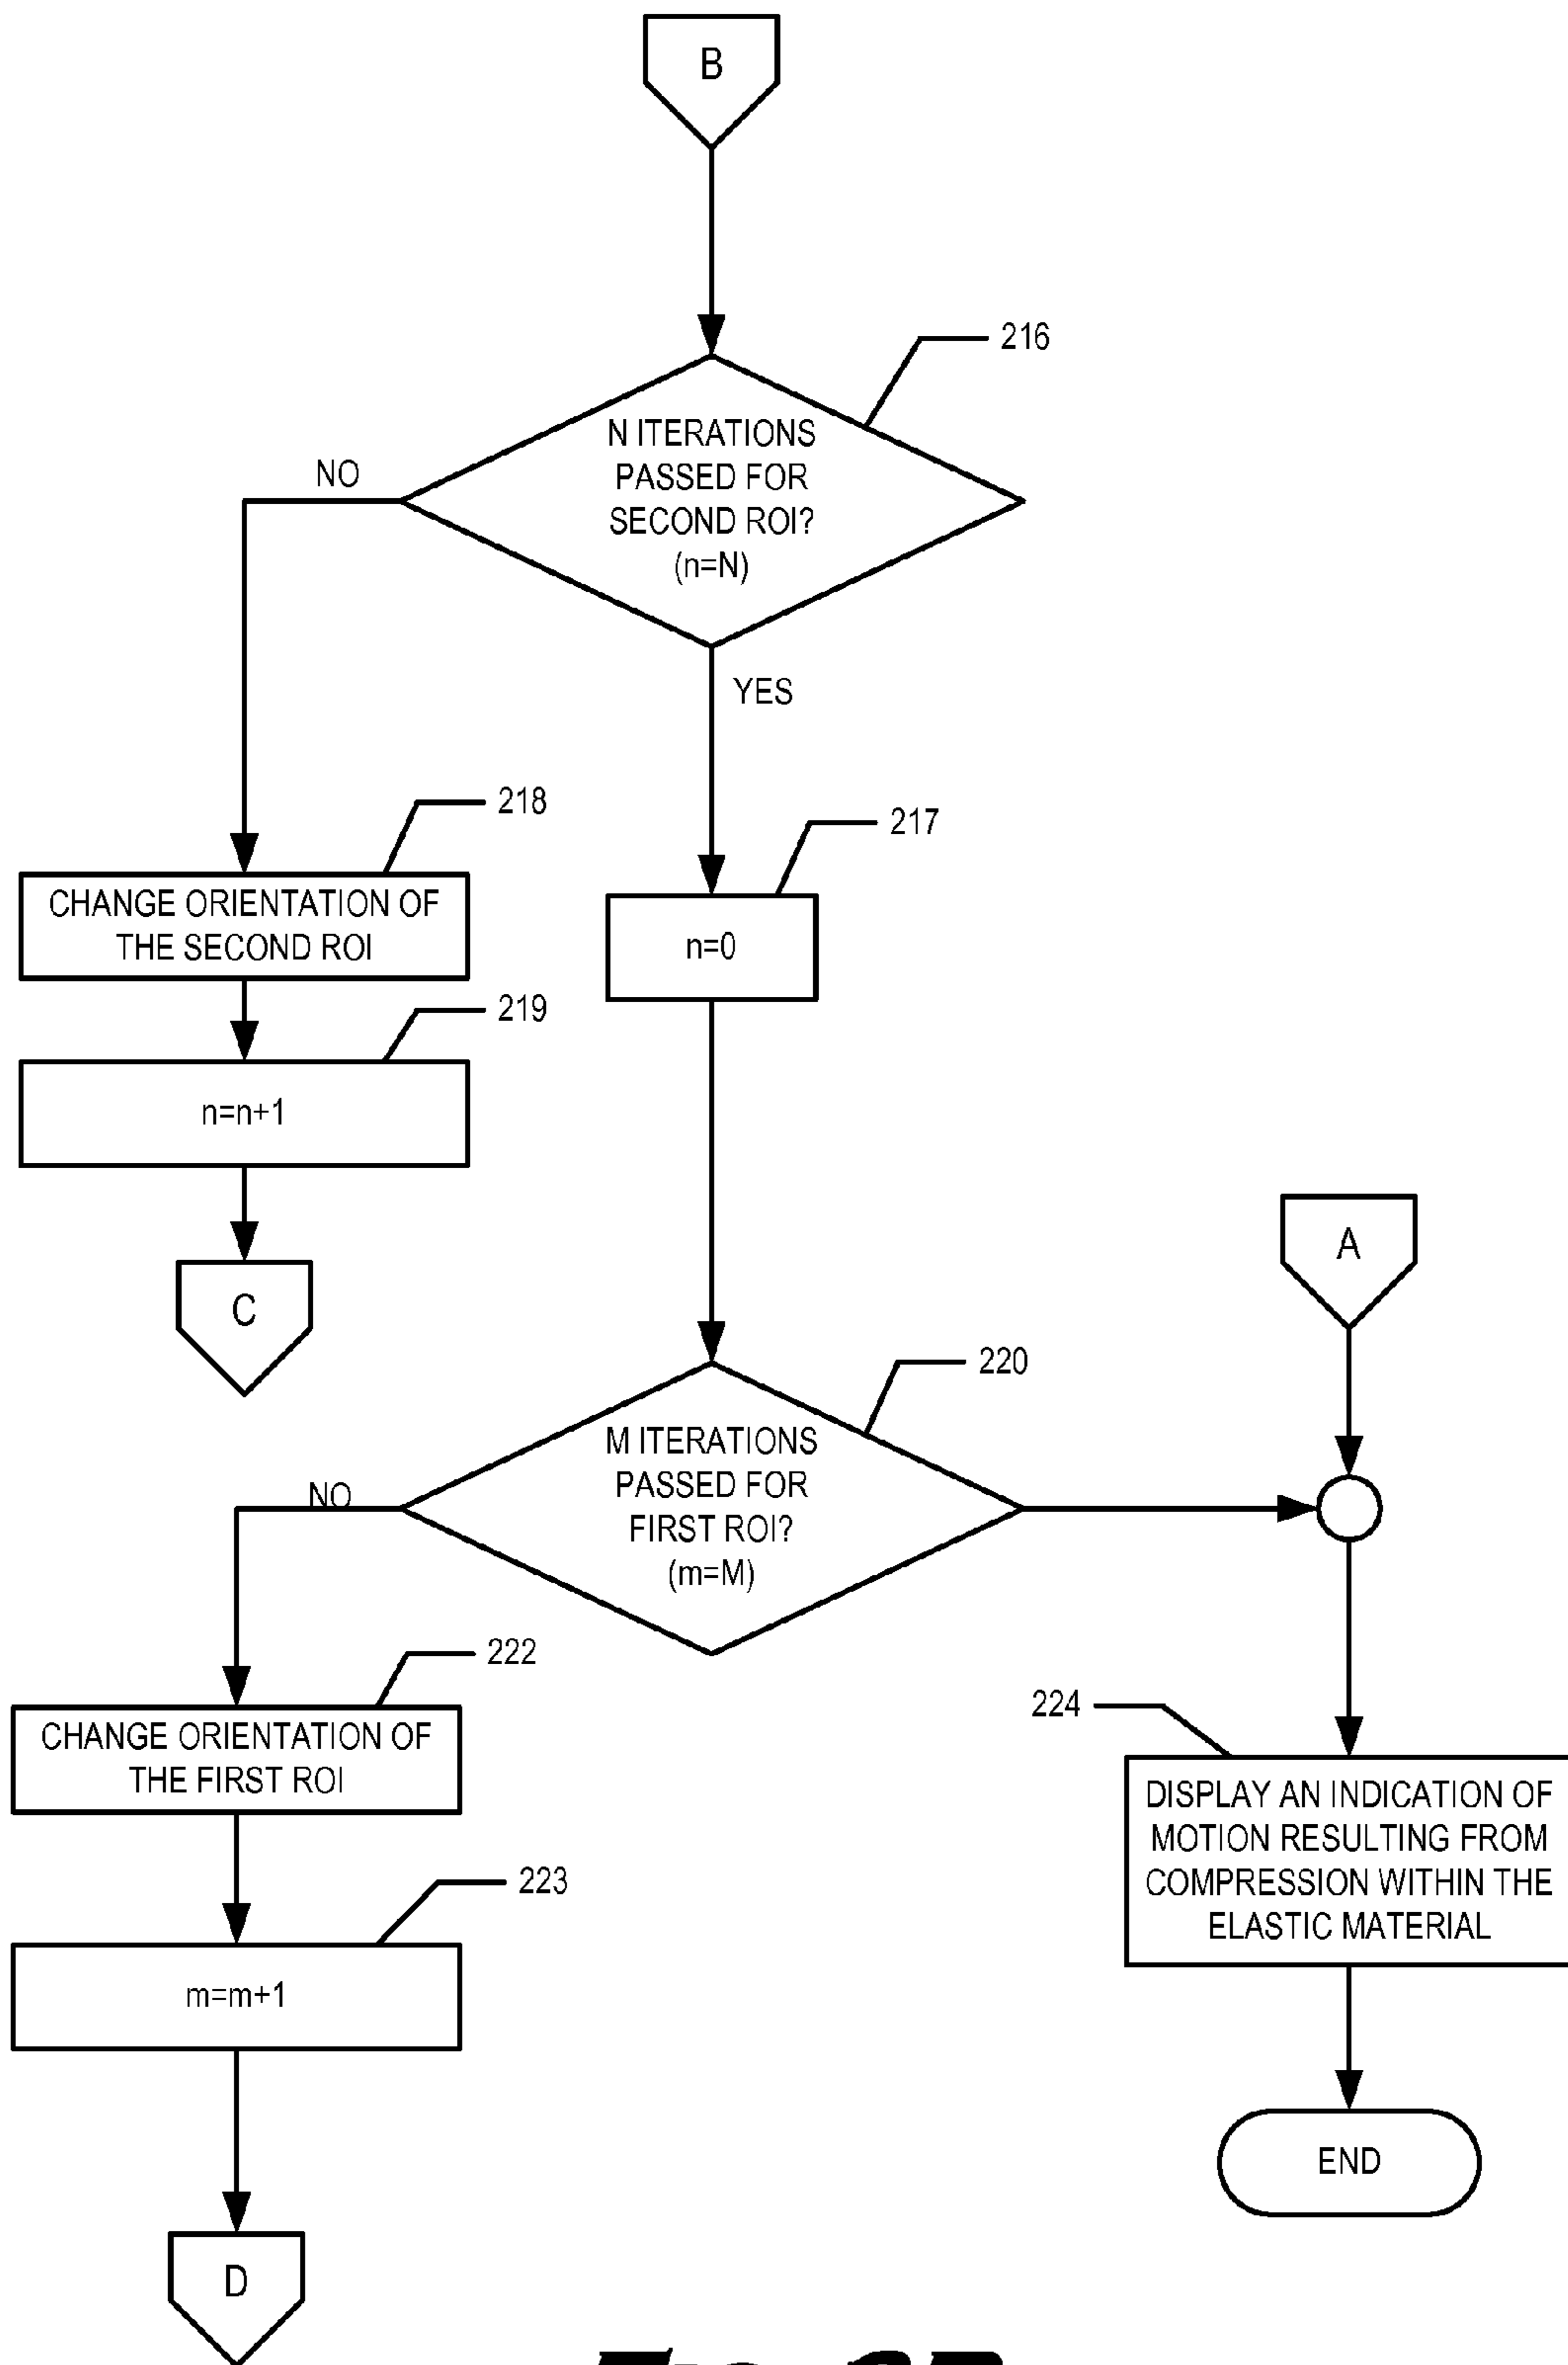 B
216
N ITERATIONS
PASSED FOR
SECOND ROI?
(n=N)
NO
YES
218
CHANGE ORIENTATION OF
THE SECOND ROI
217
n=0
219
n=n+1
C
A
220
M ITERATIONS
PASSED FOR
FIRST ROI?
(m=M)
NO
222
CHANGE ORIENTATION OF
THE FIRST ROI
224
DISPLAY AN INDICATION OF
MOTION RESULTING FROM
COMPRESSION WITHIN THE
ELASTIC MATERIAL
223
m=m+1
END
D